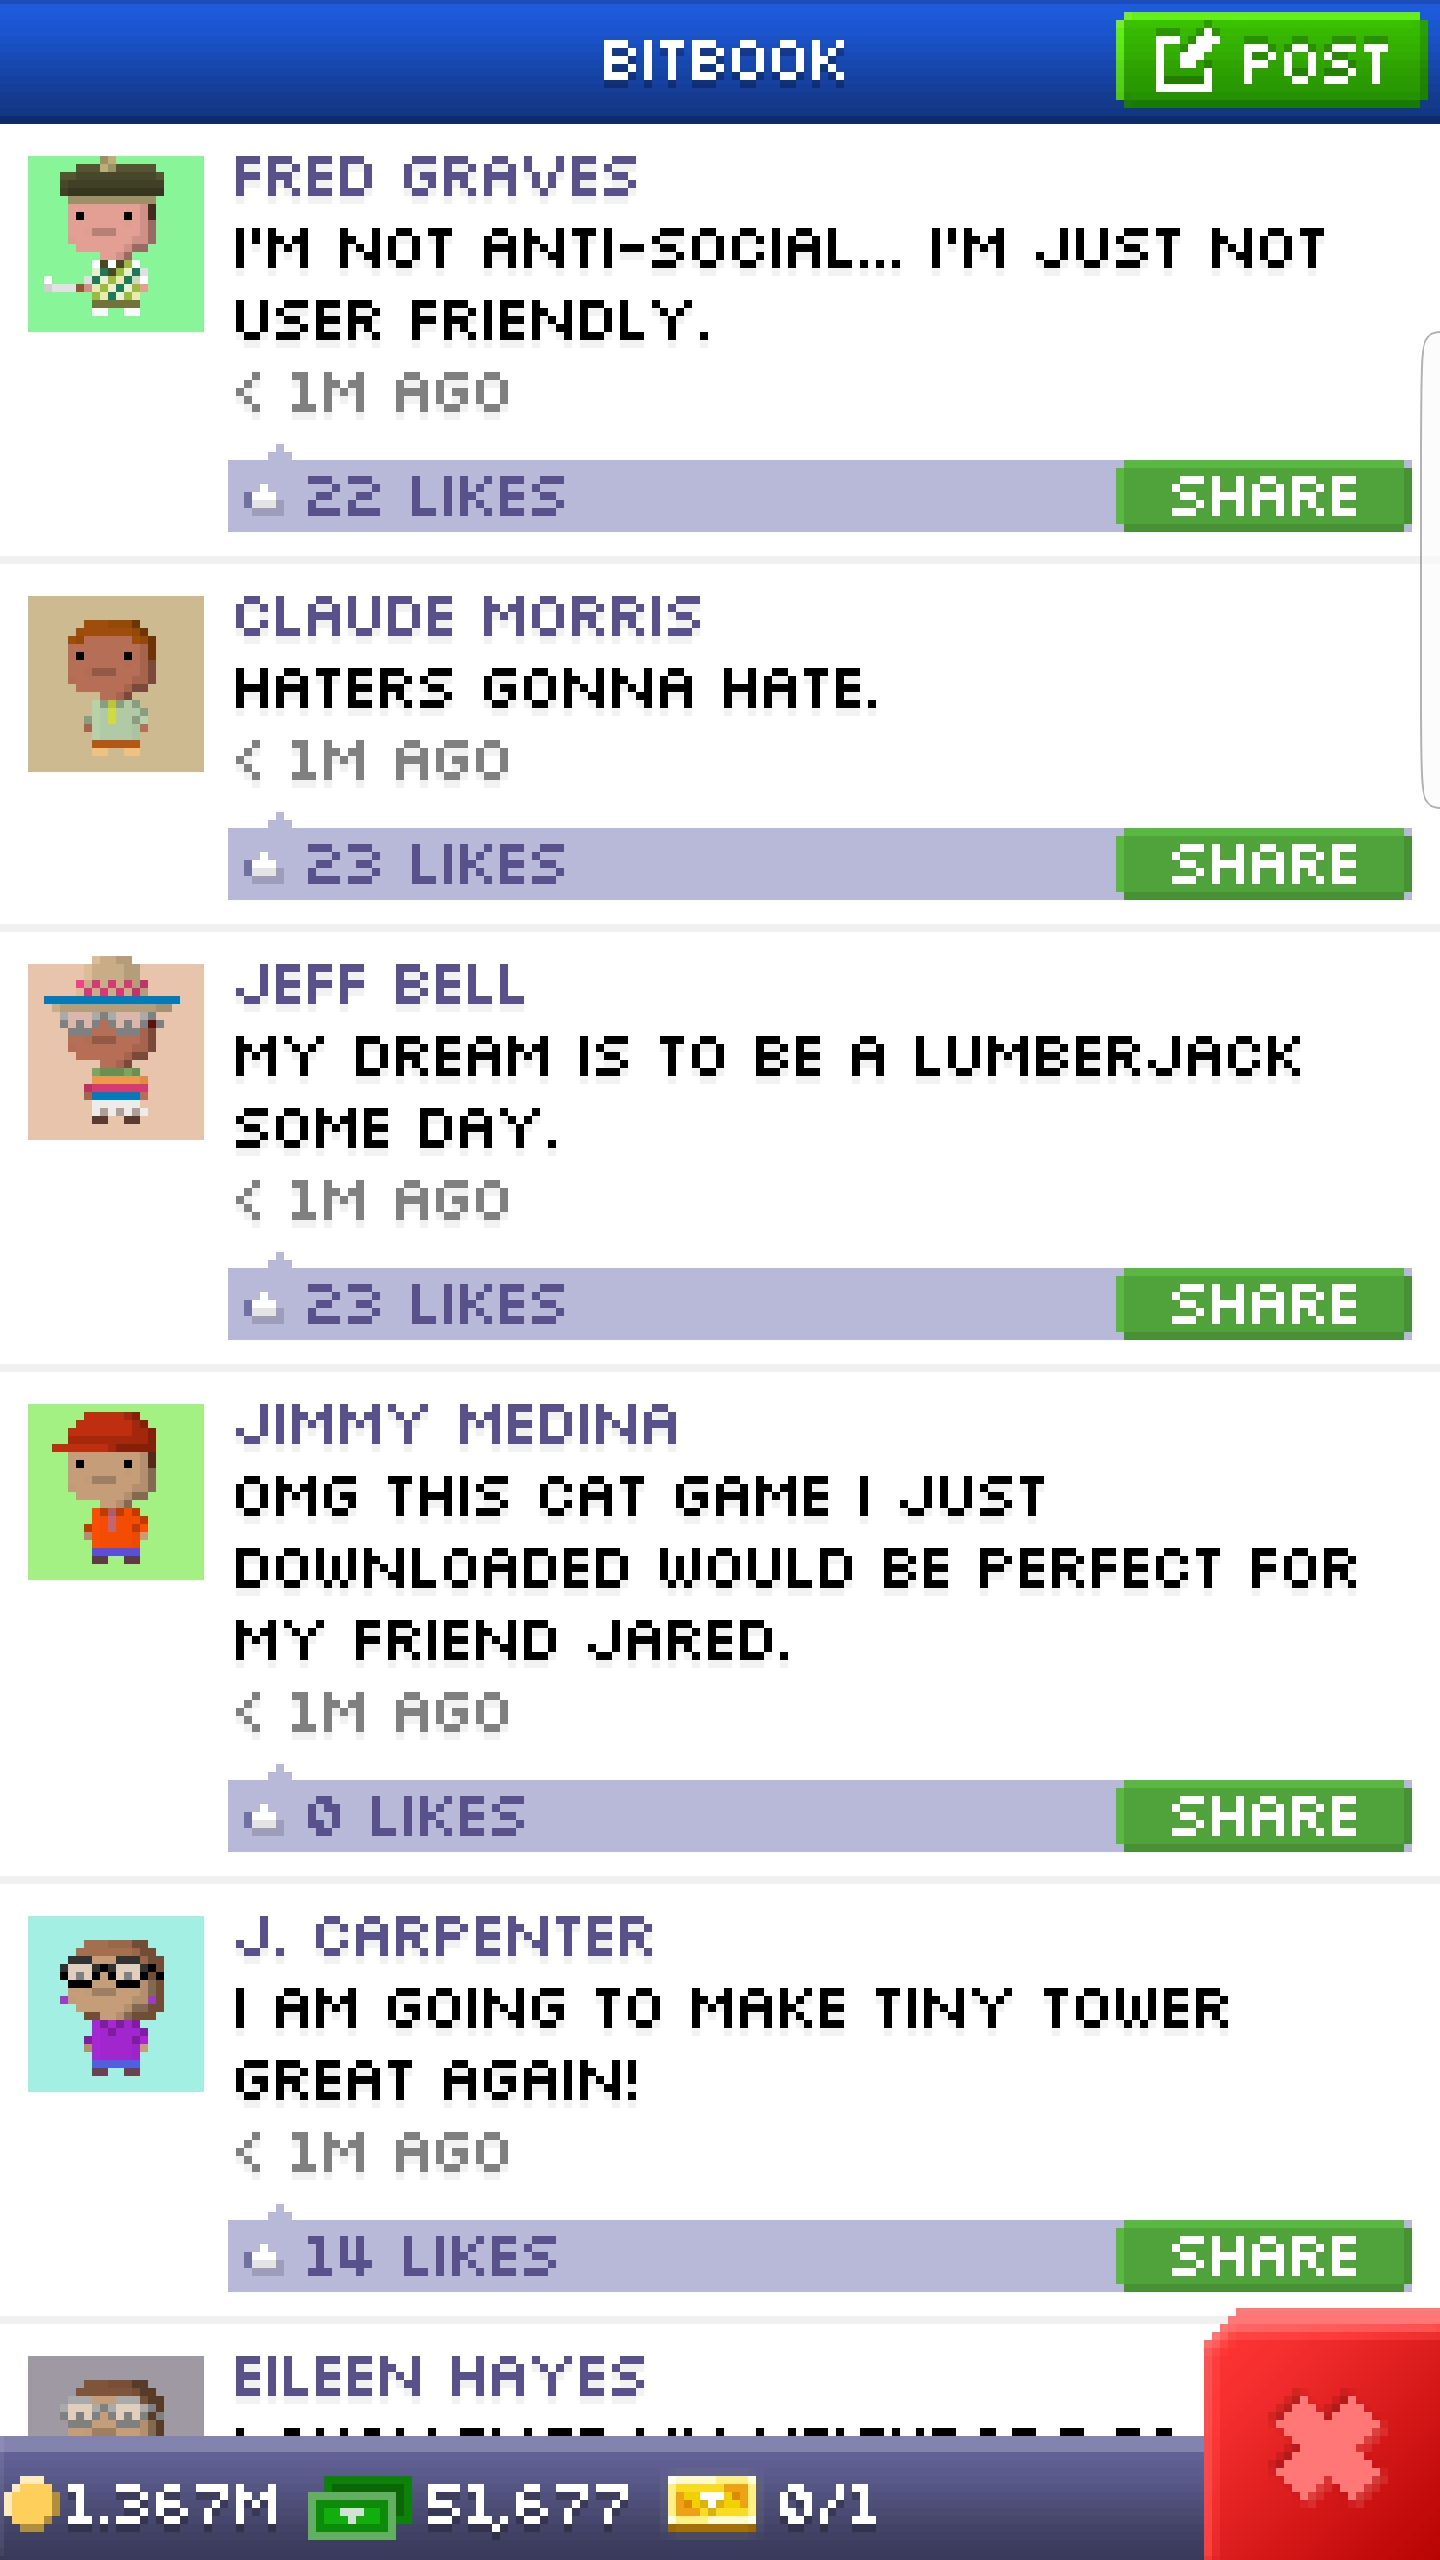 BITBOOK
POST
FRED GRAVES
I'M NOT ANTI-SOCIAL... I'M JUST NOT
USER FRIENDLY.
< 1M AGO
22 LIKES
SHARE
CLAUDE MORRIS
HATERS GONNA HATE.
< 1M AGO
23 LIKES
SHARE
JEFF BELL
MY DREAM IS TO BE A LUMBERJACK
SOME DAY.
< 1M AGO
23 LIKES
SHARE
JIMMY MEDINA
OMG THIS CAT GAME I JUST
DOWNLOADED WOULD BE PERFECT FOR
MY FRIEND JARED.
< 1M AGO
0 LIKES
SHARE
J. CARPENTER
I AM GOING TO MAKE TINY TOWER
GREAT AGAIN!
< 1M AGO
14 LIKES
SHARE
EILEEN HAYES
1.367M 51,677 0/1